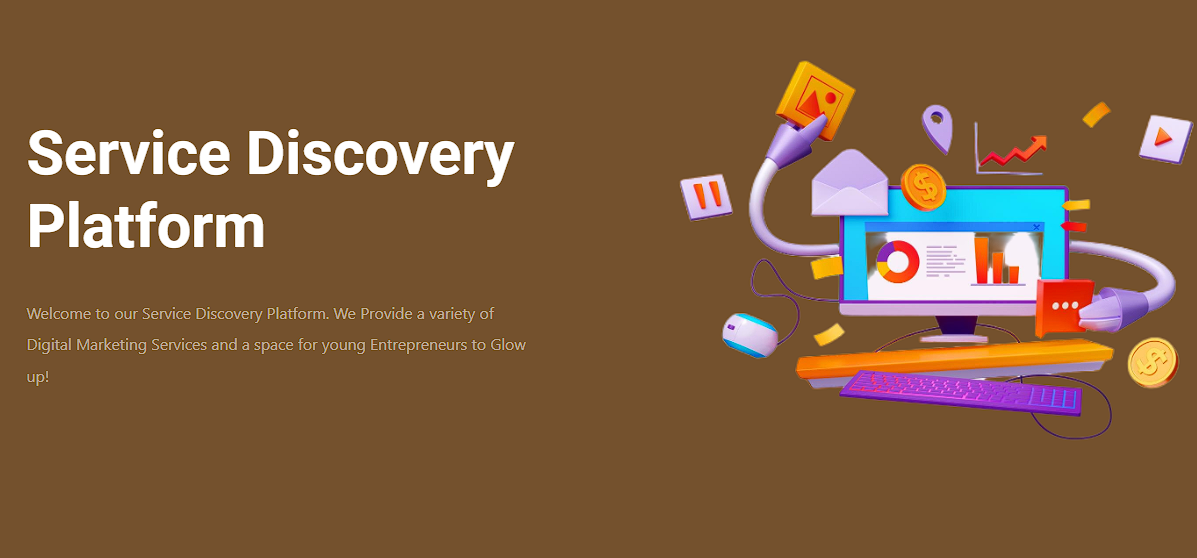 Service Discovery
Platform
Welcome to our Service Discovery Platform. We Provide a variety of
Digital Marketing Services and a space for young Entrepreneurs to Glow
up!